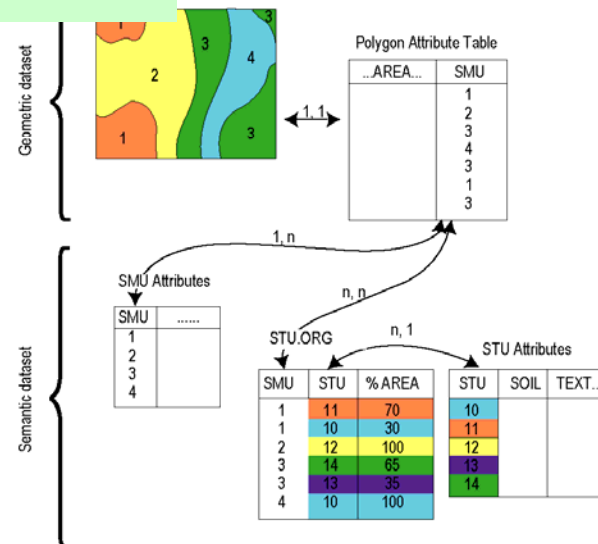 Geometric dataset
1
2
3
4
3
1
3
1, 1
Polygon Attribute Table
...AREA... SMU
1
2
3
4
3
1
3
1, n
n, n
n, 1
Semantic dataset
SMU Attributes
SMU ......
1
2
3
4
STU.ORG
SMU STU % AREA
1 11 70
1 10 30
2 12 100
3 14 65
3 13 35
4 10 100
STU Attributes
STU SOIL TEXT..
10
11
12
13
14